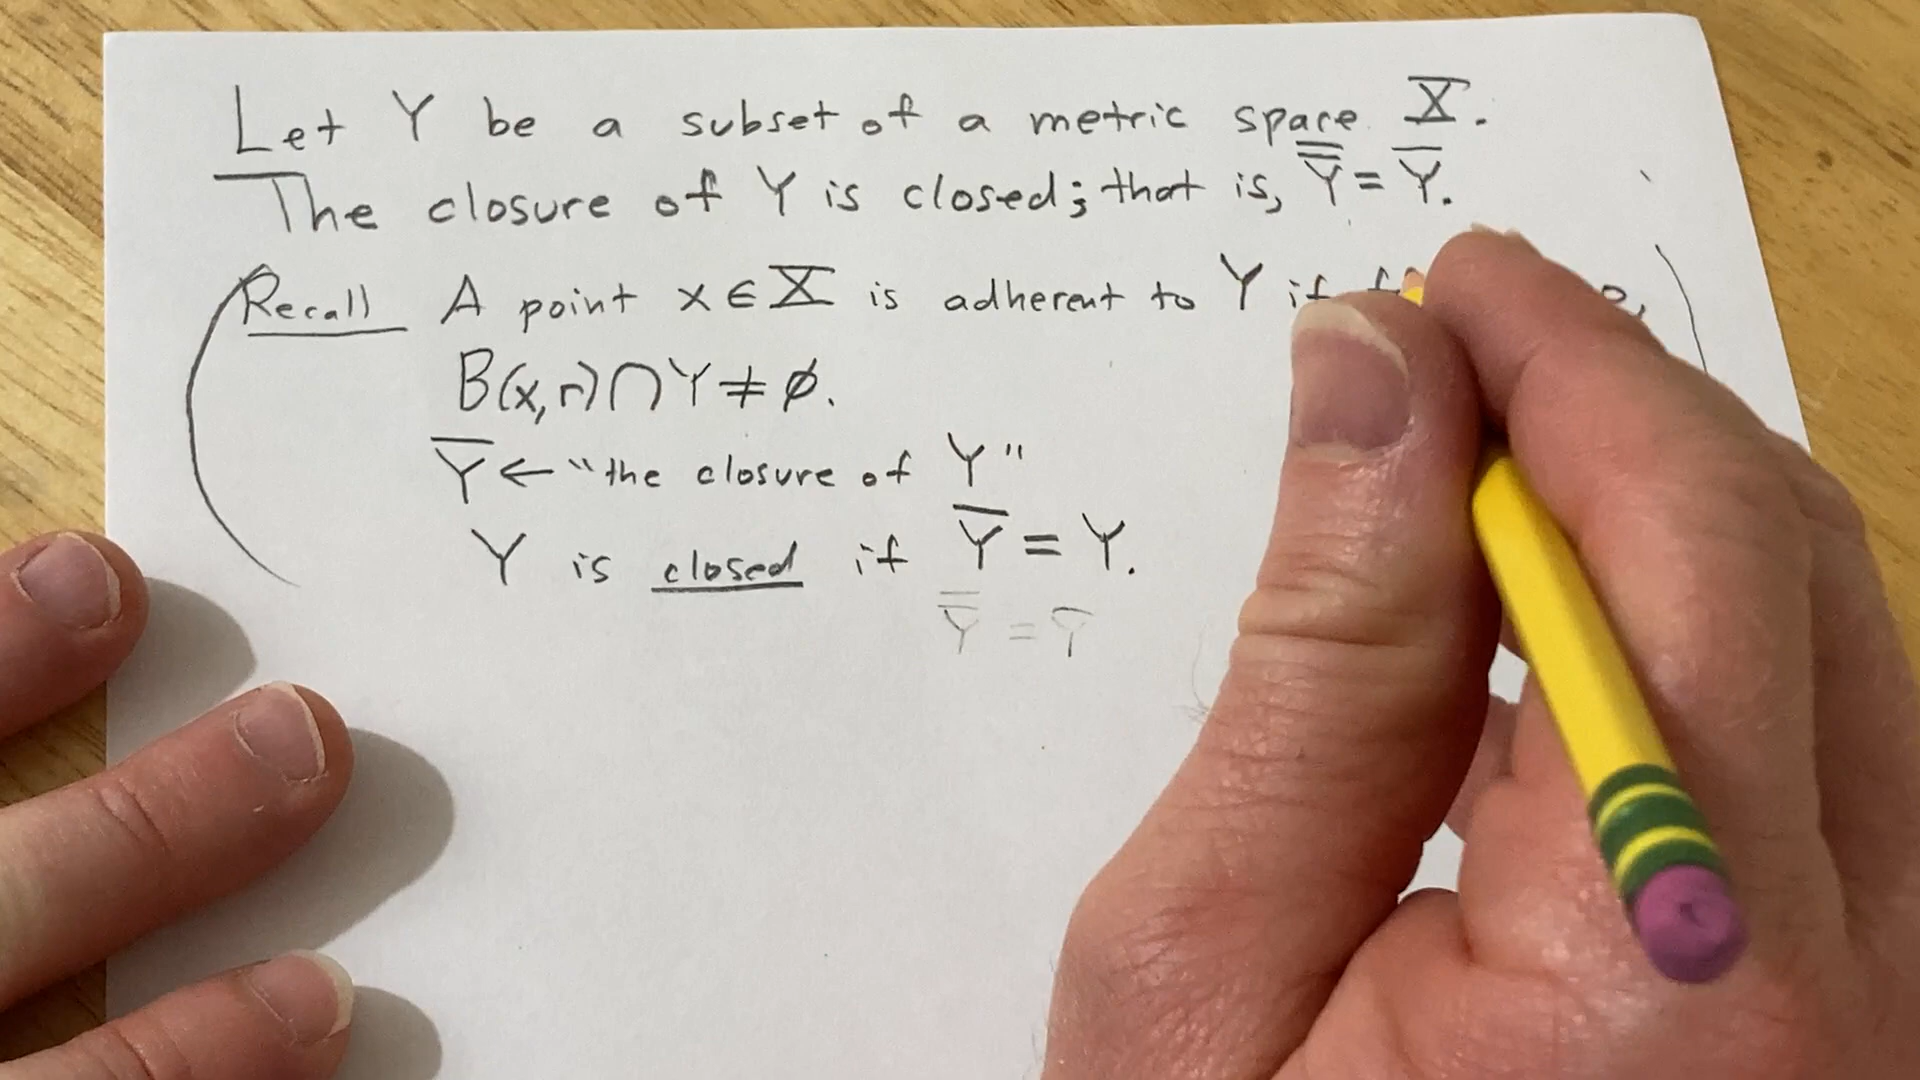 Let Y be a subset of a metric space X.
The closure of Y is closed; that is, Y̿ = Y̅.
Recall A point x ∈ X is adherent to Y if
B(x,r) ∩ Y ≠ ∅.
Y̅ ← "the closure of Y"
Y is closed if Y̅ = Y.
Y̿ = Y̅